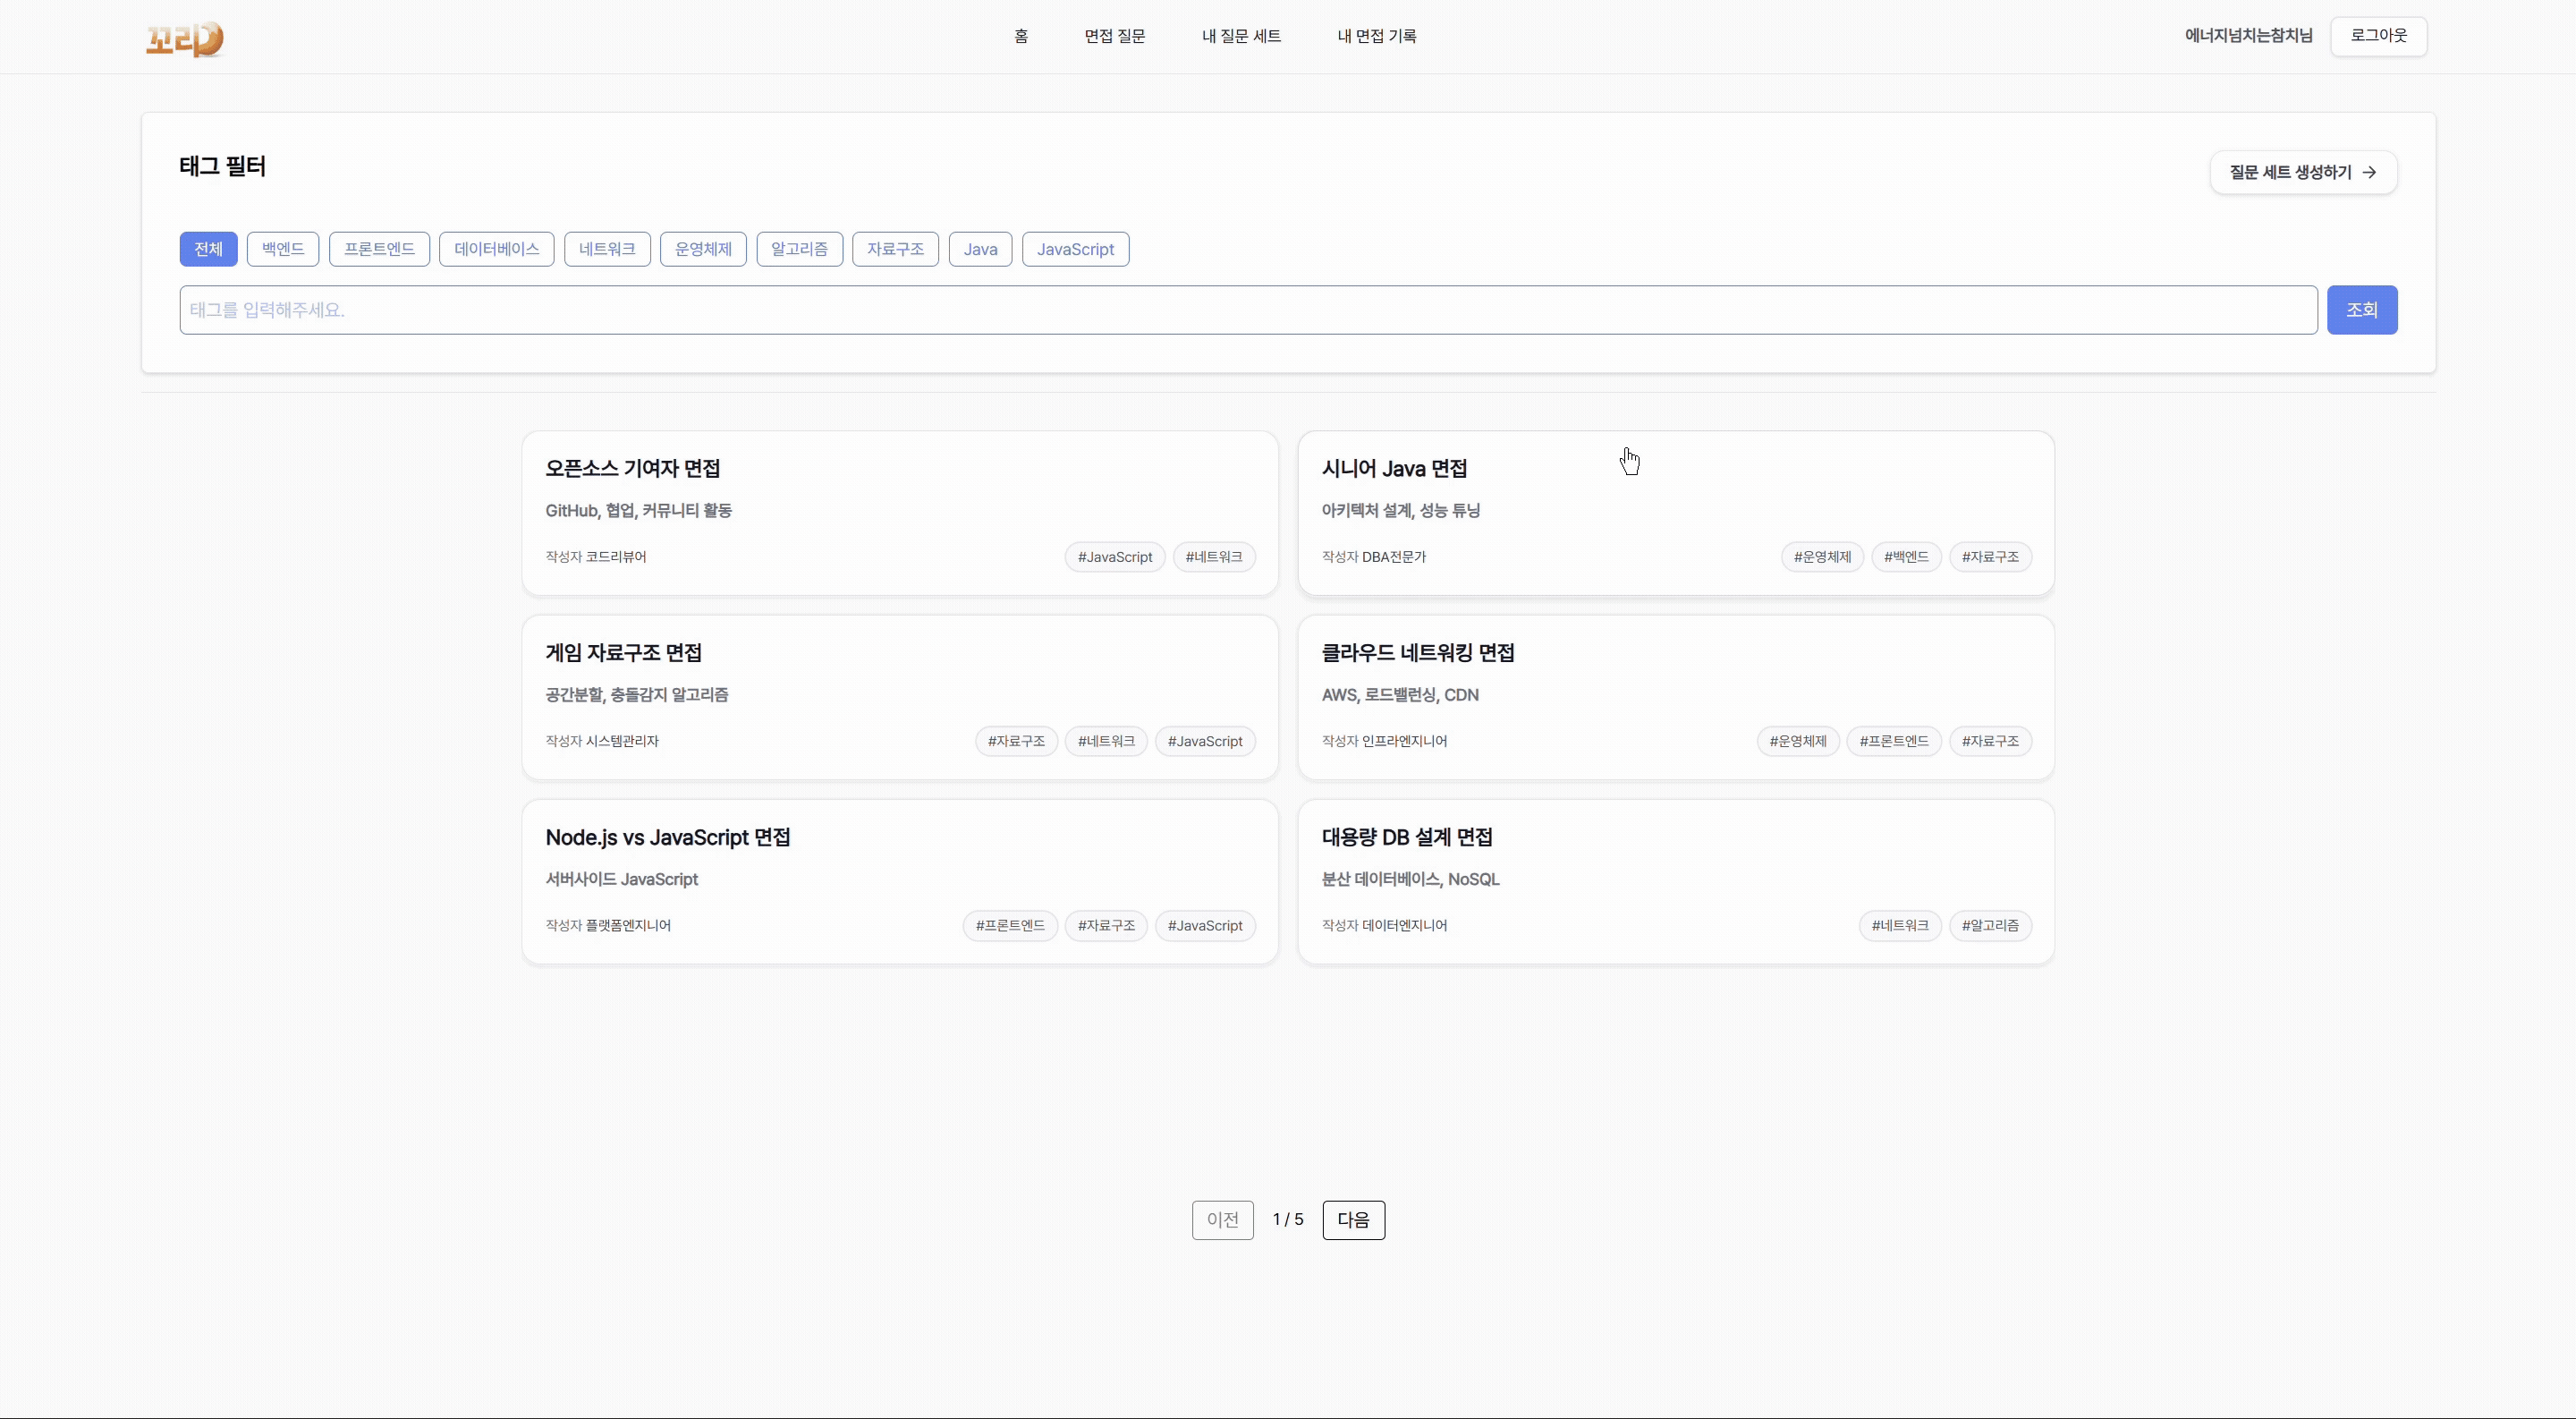 꼬리
홈 면접 질문 내 질문 세트 내 면접 기록
에너지넘치는참치님 로그아웃
태그 필터
질문 세트 생성하기 →
전체 백엔드 프론트엔드 데이터베이스 네트워크 운영체제 알고리즘 자료구조 Java JavaScript
태그를 입력해주세요. 조회
오픈소스 기여자 면접
GitHub, 협업, 커뮤니티 활동
작성자 코드리뷰어 #JavaScript #네트워크
시니어 Java 면접
아키텍처 설계, 성능 튜닝
작성자 DBA전문가 #운영체제 #백엔드 #자료구조
게임 자료구조 면접
공간분할, 충돌감지 알고리즘
작성자 시스템관리자 #자료구조 #네트워크 #JavaScript
클라우드 네트워킹 면접
AWS, 로드밸런싱, CDN
작성자 인프라엔지니어 #운영체제 #프론트엔드 #자료구조
Node.js vs JavaScript 면접
서버사이드 JavaScript
작성자 플랫폼엔지니어 #프론트엔드 #자료구조 #JavaScript
대용량 DB 설계 면접
분산 데이터베이스, NoSQL
작성자 데이터엔지니어 #네트워크 #알고리즘
이전 1 / 5 다음